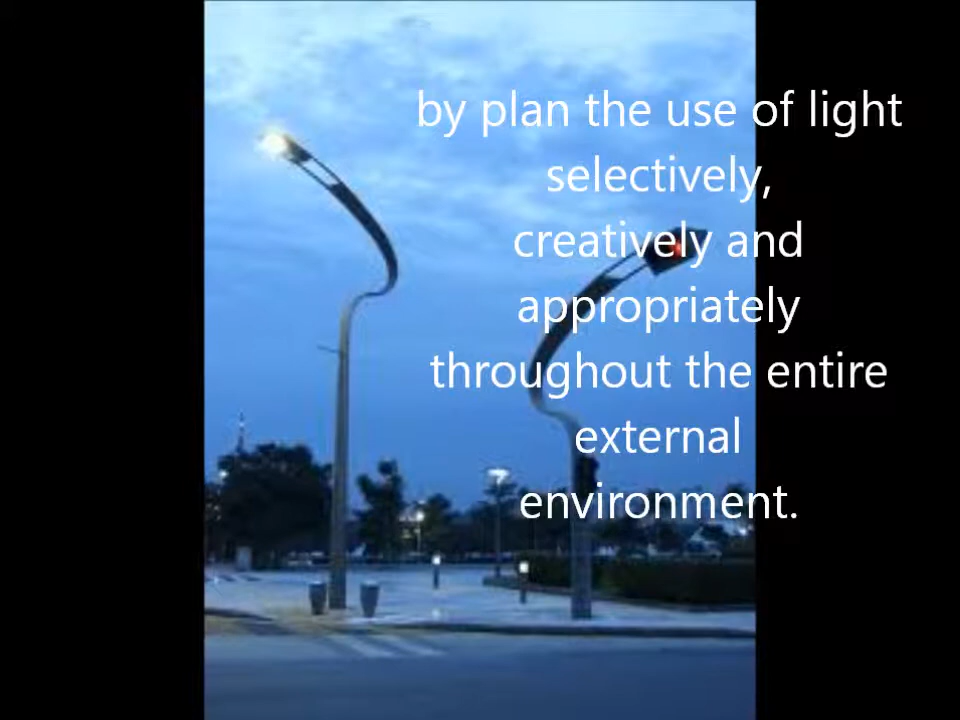 by plan the use of light
selectively,
creatively and
appropriately
throughout the entire
external
environment.